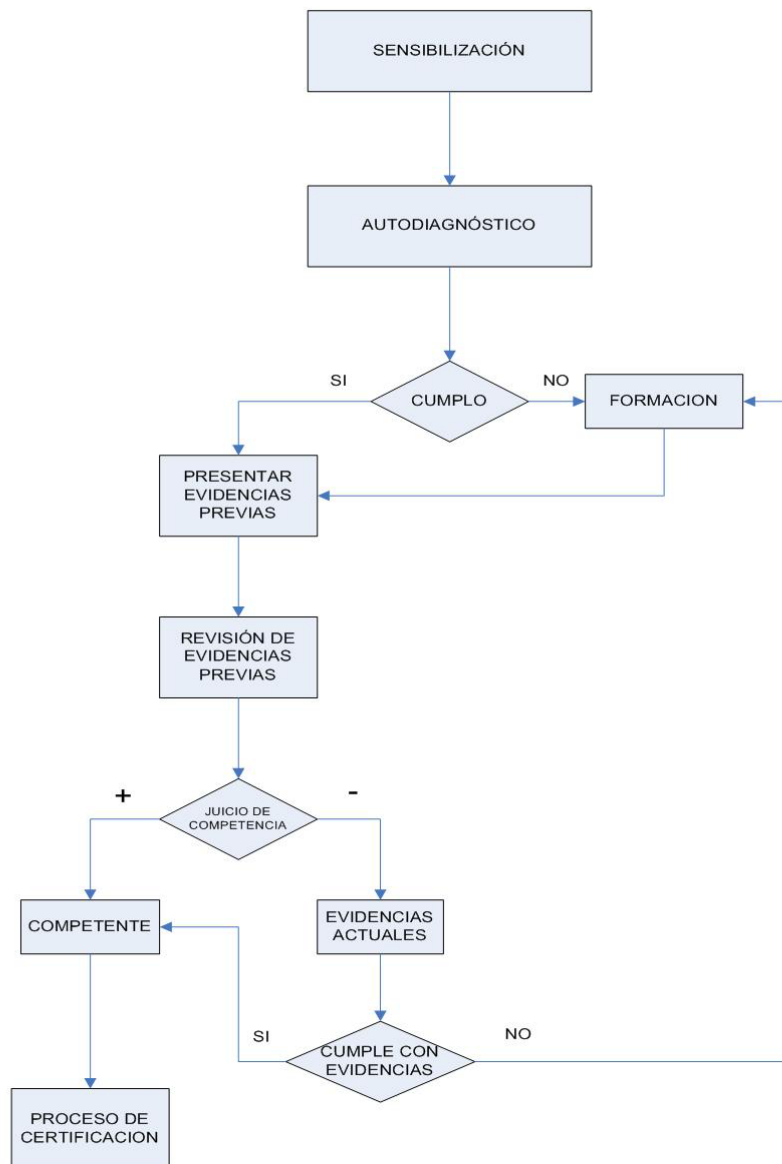 SENSIBILIZACIÓN
AUTODIAGNÓSTICO
SI
CUMPLO
NO
FORMACION
PRESENTAR
EVIDENCIAS
PREVIAS
REVISIÓN DE
EVIDENCIAS
PREVIAS
+
JUICIO DE
COMPETENCIA
-
COMPETENTE
EVIDENCIAS
ACTUALES
SI
CUMPLE CON
EVIDENCIAS
NO
PROCESO DE
CERTIFICACION